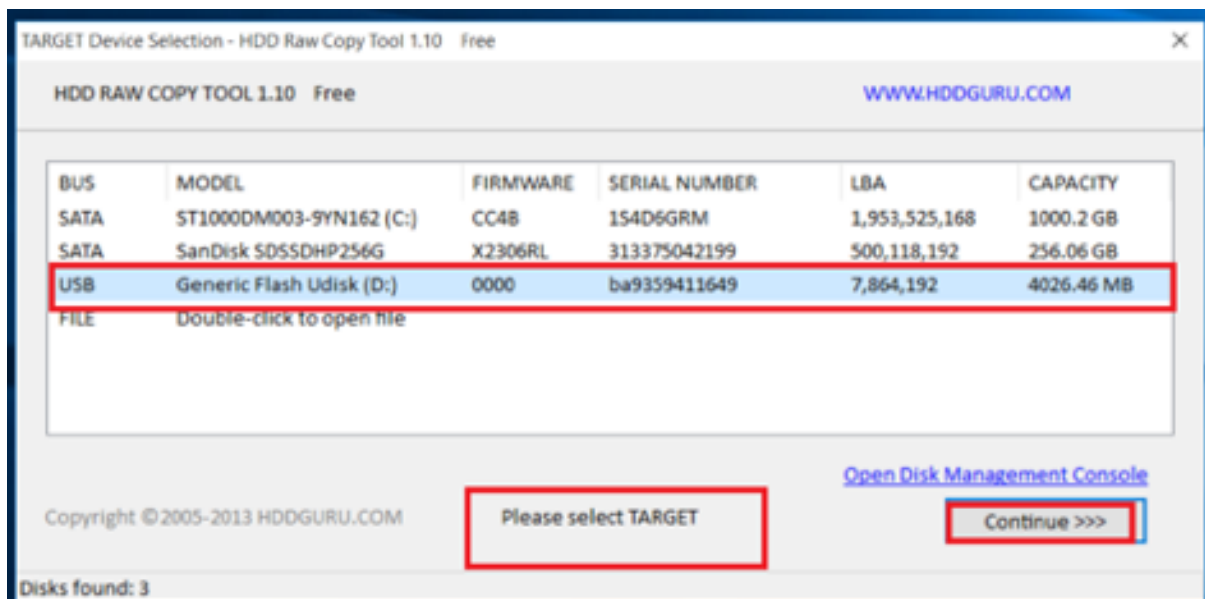 TARGET Device Selection - HDD Raw Copy Tool 1.10 Free
HDD RAW COPY TOOL 1.10 Free WWW.HDDGURU.COM
BUS MODEL FIRMWARE SERIAL NUMBER LBA CAPACITY
SATA ST1000DM003-9YN162 (C:) CC4B 1S4D6GRM 1,953,525,168 1000.2 GB
SATA SanDisk SDSSDHP256G X2306RL 313375042199 500,118,192 256.06 GB
USB Generic Flash Udisk (D:) 0000 ba9359411649 7,864,192 4026.46 MB
FILE Double-click to open file
Open Disk Management Console
Copyright ©2005-2013 HDDGURU.COM Please select TARGET Continue >>>
Disks found: 3